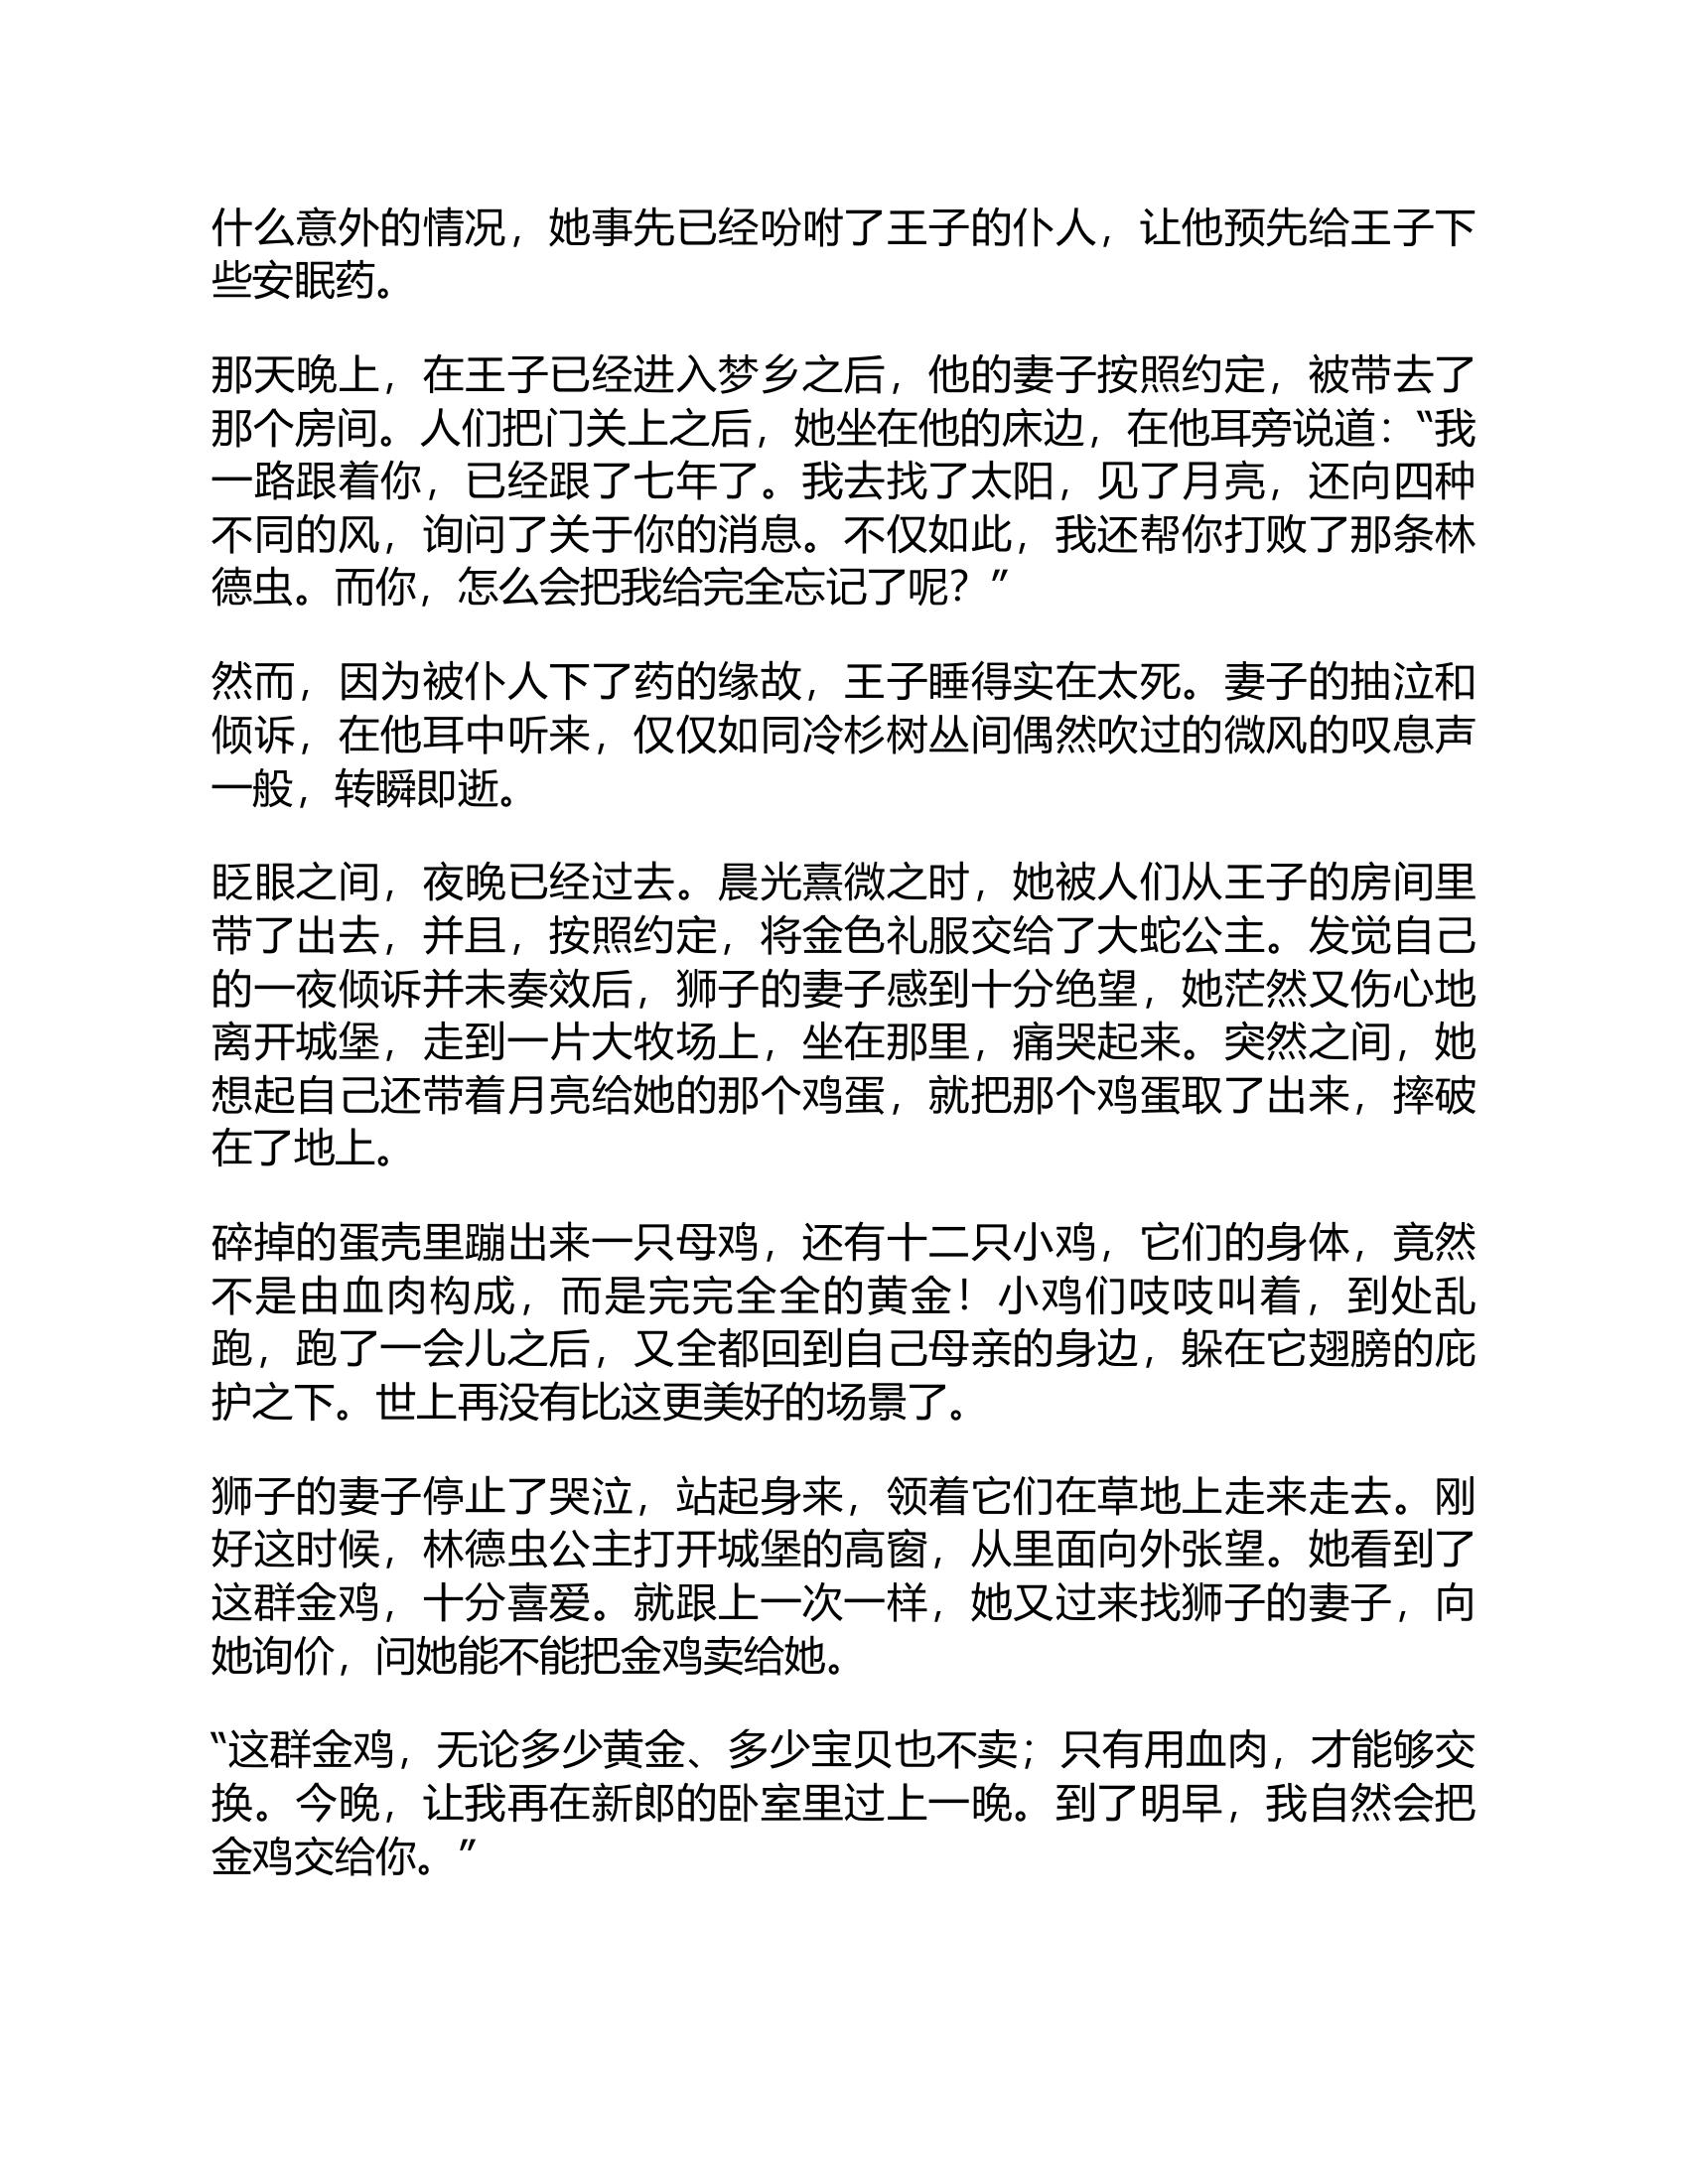 什么意外的情况，她事先已经吩咐了王子的仆人，让他预先给王子下
些安眠药。
那天晚上，在王子已经进入梦乡之后，他的妻子按照约定，被带去了
那个房间。人们把门关上之后，她坐在他的床边，在他耳旁说道：“我
一路跟着你，已经跟了七年了。我去找了太阳，见了月亮，还向四种
不同的风，询问了关于你的消息。不仅如此，我还帮你打败了那条林
德虫。而你，怎么会把我给完全忘记了呢？”
然而，因为被仆人下了药的缘故，王子睡得实在太死。妻子的抽泣和
倾诉，在他耳中听来，仅仅如同冷杉树丛间偶然吹过的微风的叹息声
一般，转瞬即逝。
眨眼之间，夜晚已经过去。晨光熹微之时，她被人们从王子的房间里
带了出去，并且，按照约定，将金色礼服交给了大蛇公主。发觉自己
的一夜倾诉并未奏效后，狮子的妻子感到十分绝望，她茫然又伤心地
离开城堡，走到一片大牧场上，坐在那里，痛哭起来。突然之间，她
想起自己还带着月亮给她的那个鸡蛋，就把那个鸡蛋取了出来，摔破
在了地上。
碎掉的蛋壳里蹦出来一只母鸡，还有十二只小鸡，它们的身体，竟然
不是由血肉构成，而是完完全全的黄金！小鸡们吱吱叫着，到处乱
跑，跑了一会儿之后，又全都回到自己母亲的身边，躲在它翅膀的庇
护之下。世上再没有比这更美好的场景了。
狮子的妻子停止了哭泣，站起身来，领着它们在草地上走来走去。刚
好这时候，林德虫公主打开城堡的高窗，从里面向外张望。她看到了
这群金鸡，十分喜爱。就跟上一次一样，她又过来找狮子的妻子，向
她询价，问她能不能把金鸡卖给她。
“这群金鸡，无论多少黄金、多少宝贝也不卖；只有用血肉，才能够交
换。今晚，让我再在新郎的卧室里过上一晚。到了明早，我自然会把
金鸡交给你。”